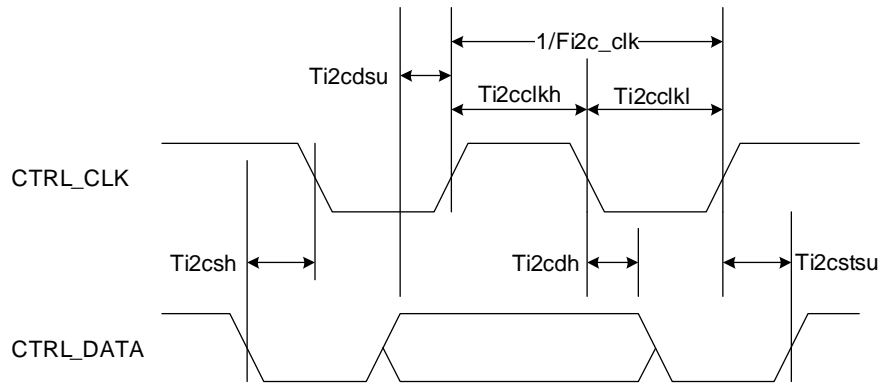 1/Fi2c_clk
Ti2cdsu
Ti2cclkh
Ti2cclkl
CTRL_CLK
Ti2csh
Ti2cdh
Ti2cstsu
CTRL_DATA